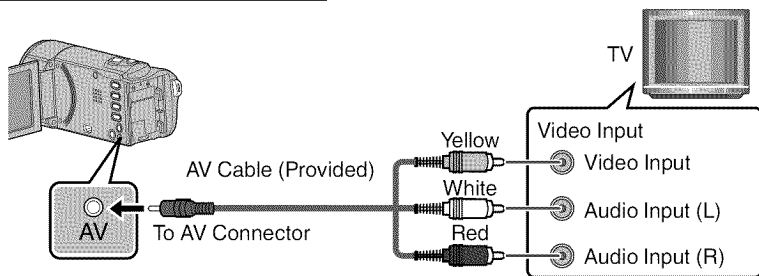 TV
Video Input
Yellow
Video Input
AV Cable (Provided)
White
Audio Input (L)
AV
To AV Connector
Red
Audio Input (R)